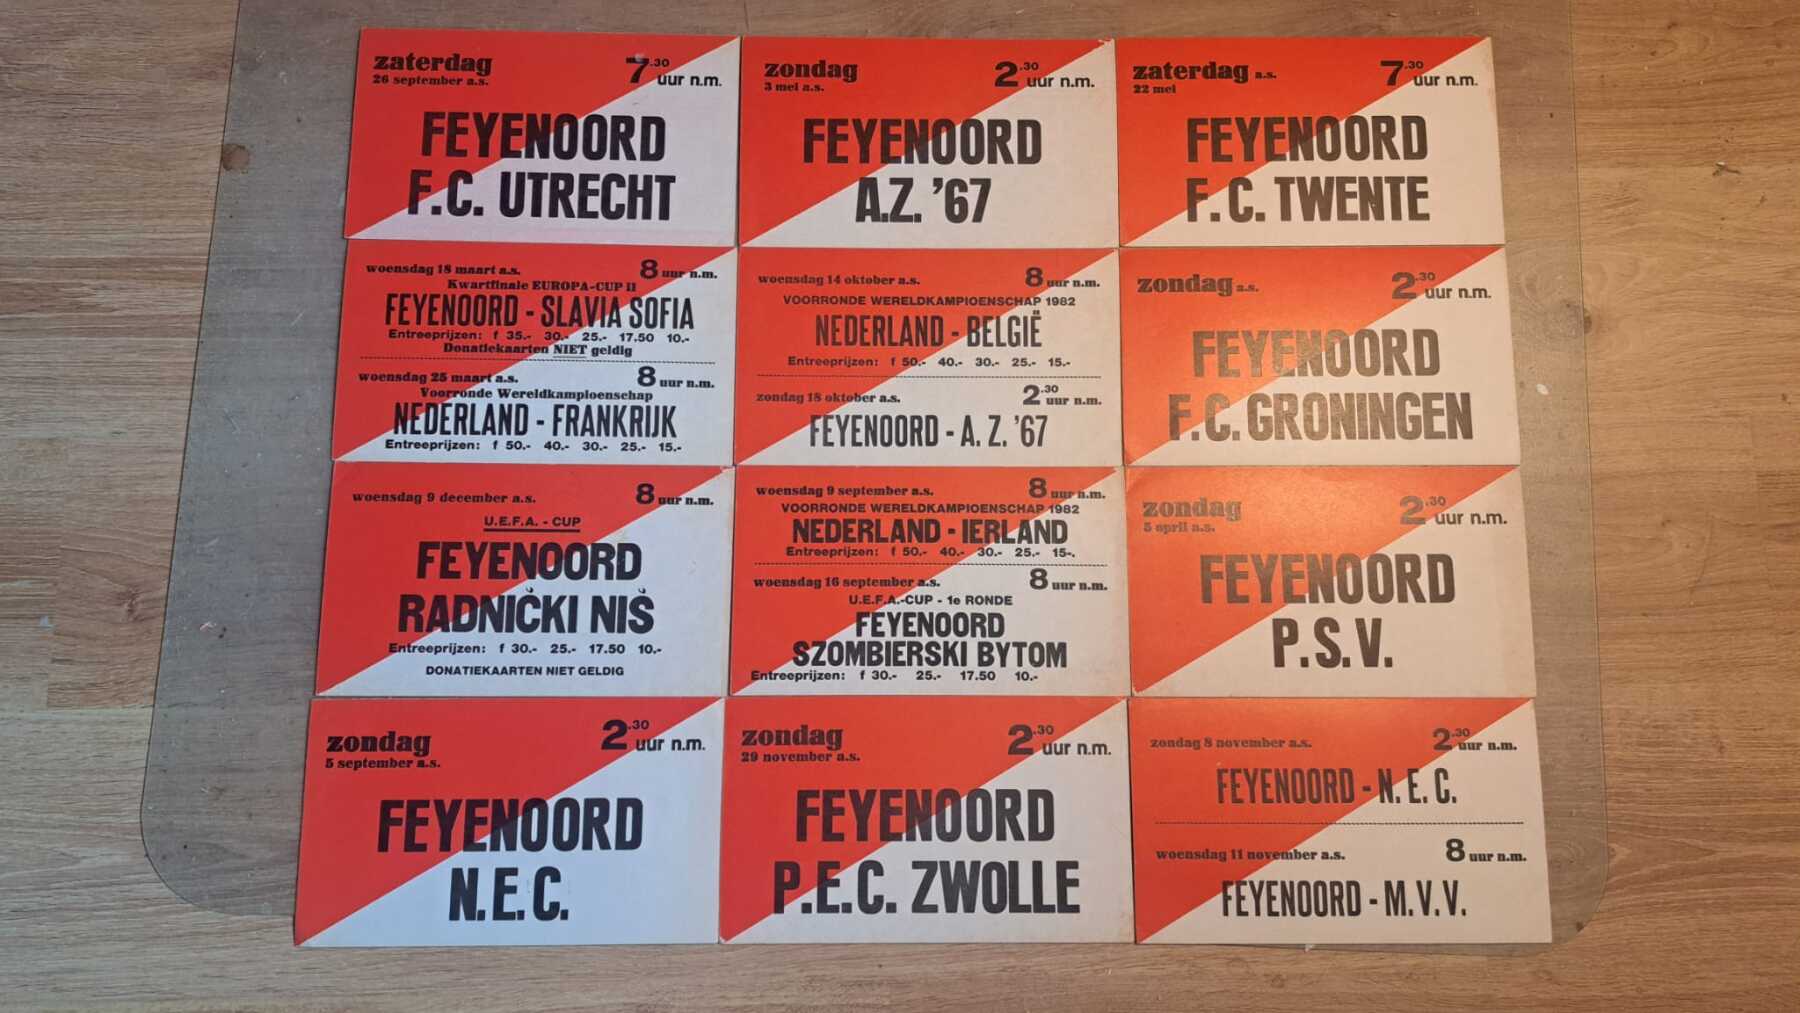 zaterdag
26 september a.s.
7.30 uur n.m.
FEYENOORD
F.C. UTRECHT
zondag
3 mei a.s.
2.30 uur n.m.
FEYENOORD
A.Z. '67
zaterdag a.s.
22 mei
7.30 uur n.m.
FEYENOORD
F.C. TWENTE
woensdag 18 maart a.s. 8 uur n.m.
Kwartfinale EUROPA-CUP II
FEYENOORD - SLAVIA SOFIA
Entreeprijzen: f 35.- 30.- 25.- 17.50 10.-
Donatiekaarten NIET geldig
woensdag 25 maart a.s. 8 uur n.m.
Voorronde Wereldkampioenschap
NEDERLAND - FRANKRIJK
Entreeprijzen: f 50.- 40.- 30.- 25.- 15.-
woensdag 14 oktober a.s. 8 uur n.m.
VOORRONDE WERELDKAMPIOENSCHAP 1982
NEDERLAND - BELGIË
Entreeprijzen: f 50.- 40.- 30.- 25.- 15.-
zondag 18 oktober a.s. 2.30 uur n.m.
FEYENOORD - A. Z. '67
zondag a.s. 2.30 uur n.m.
FEYENOORD
F.C. GRONINGEN
woensdag 9 december a.s. 8 uur n.m.
U.E.F.A. - CUP
FEYENOORD
RADNIĆKI NIŚ
Entreeprijzen: f 30.- 25.- 17.50 10.-
DONATIEKAARTEN NIET GELDIG
woensdag 9 september a.s. 8 uur n.m.
VOORRONDE WERELDKAMPIOENSCHAP 1982
NEDERLAND - IERLAND
Entreeprijzen: f 50.- 40.- 30.- 25.- 15-.
woensdag 16 september a.s. 8 uur n.m.
U.E.F.A.-CUP - 1e RONDE
FEYENOORD
SZOMBIERSKI BYTOM
Entreeprijzen: f 30.- 25.- 17.50 10.-
zondag
5 april a.s.
2.30 uur n.m.
FEYENOORD
P.S.V.
zondag
5 september a.s.
2.30 uur n.m.
FEYENOORD
N.E.C.
zondag
29 november a.s.
2.30 uur n.m.
FEYENOORD
P.E.C. ZWOLLE
zondag 8 november a.s. 2.30 uur n.m.
FEYENOORD - N. E. C.
woensdag 11 november a.s. 8 uur n.m.
FEYENOORD - M. V. V.